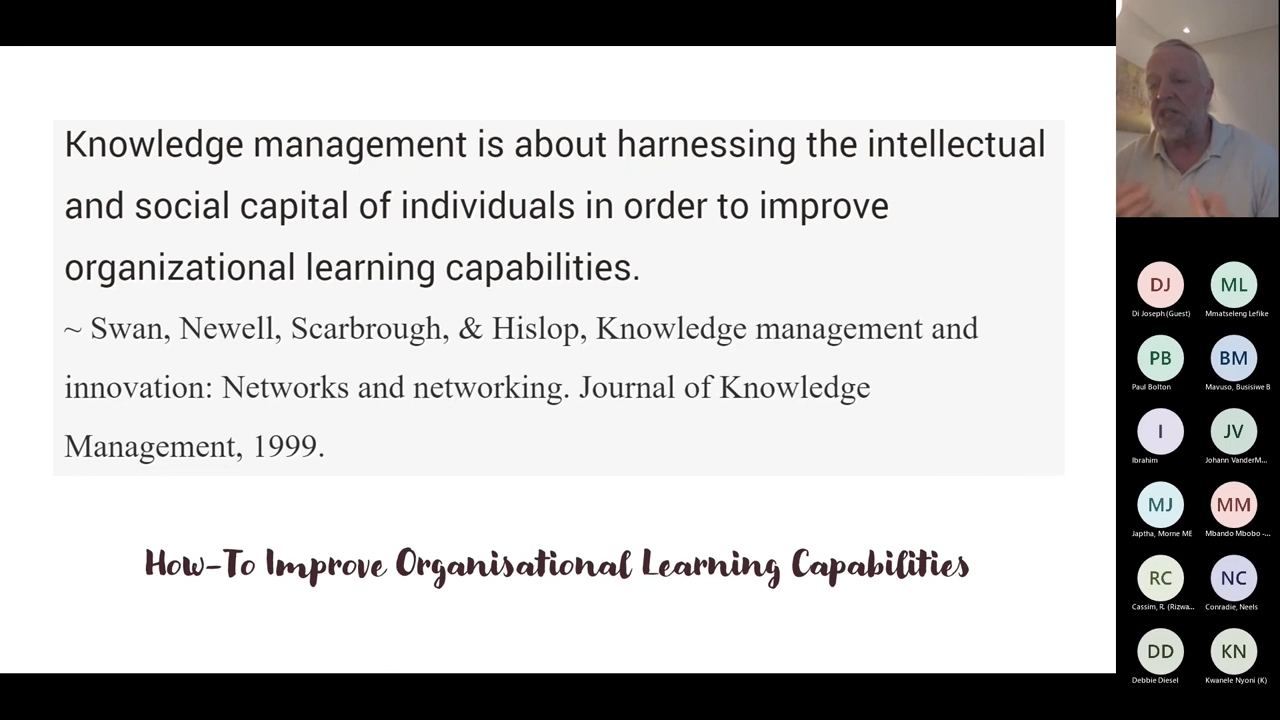 Knowledge management is about harnessing the intellectual
and social capital of individuals in order to improve
organizational learning capabilities.
~ Swan, Newell, Scarbrough, & Hislop, Knowledge management and
innovation: Networks and networking. Journal of Knowledge
Management, 1999.
How-To Improve Organisational Learning Capabilities
DJ ML
Di Joseph (Guest) Mmatseleng Lefike
PB BM
Paul Bolton Mavuso, Busisiwe B
I JV
Ibrahim Johann VanderM...
MJ MM
Japtha, Morne ME Mbando Mbobo -...
RC NC
Cassim, R. (Rizwa... Conradie, Neels
DD KN
Debbie Diesel Kwanele Nyoni (K)